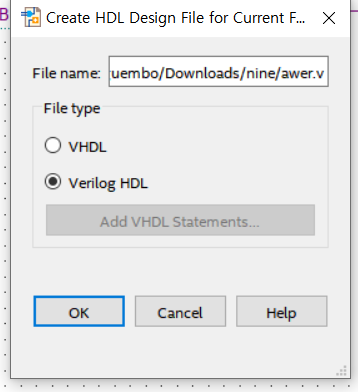 B
Create HDL Design File for Current F...
File name: :uembo/Downloads/nine/awer.v
File type
VHDL
Verilog HDL
Add VHDL Statements...
OK Cancel Help